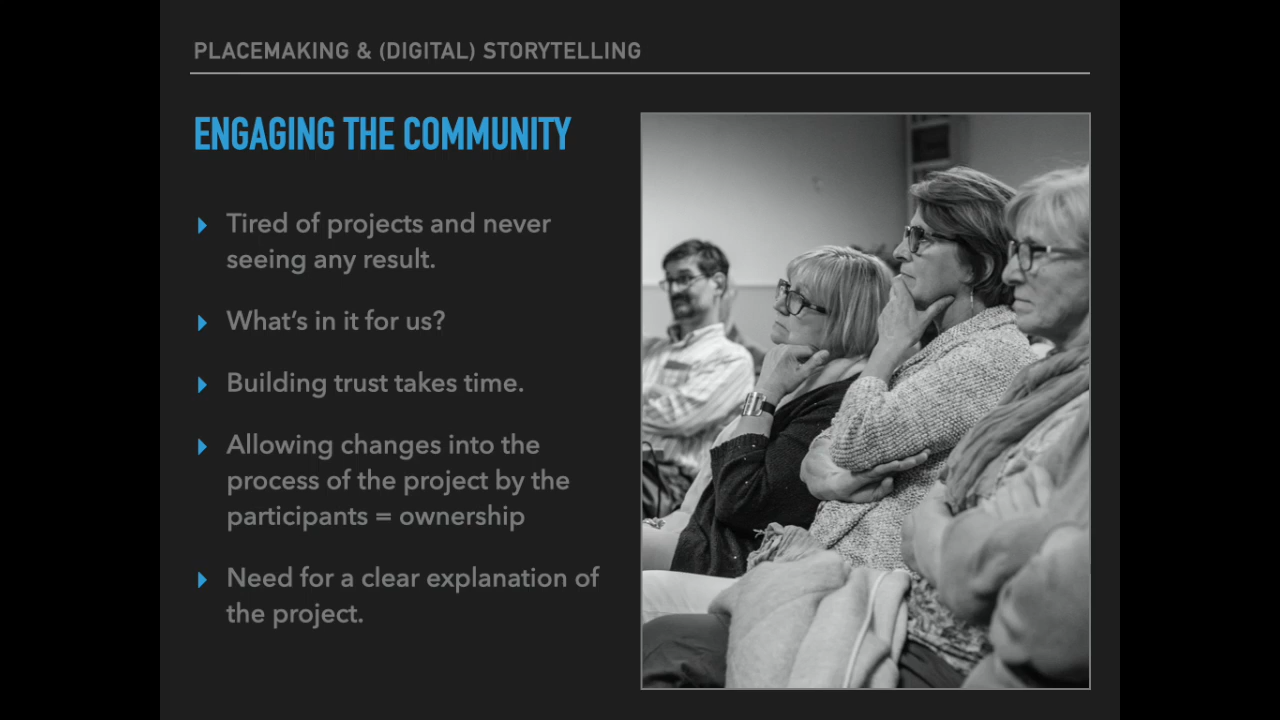 PLACEMAKING & (DIGITAL) STORYTELLING
ENGAGING THE COMMUNITY
Tired of projects and never
seeing any result.
What's in it for us?
Building trust takes time.
Allowing changes into the
process of the project by the
participants = ownership
Need for a clear explanation of
the project.